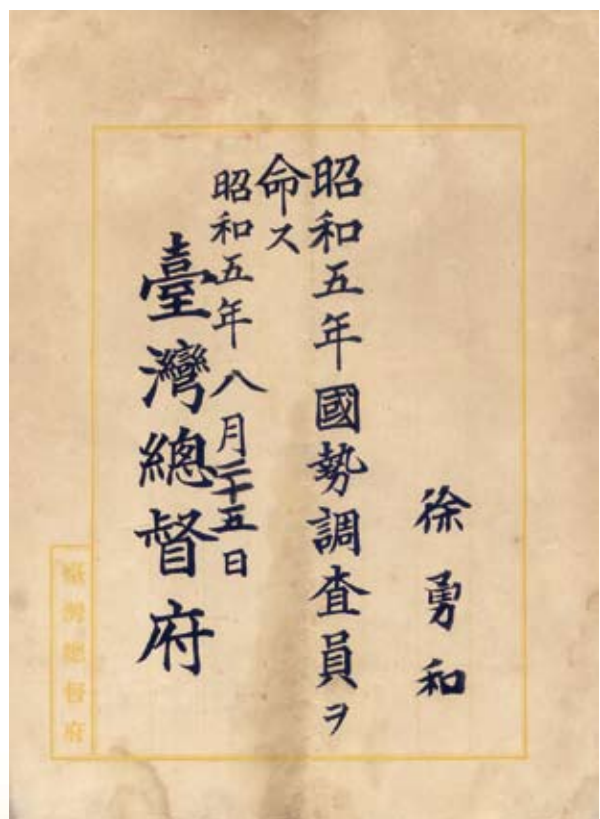 徐勇和
昭和五年國勢調査員ヲ
命ス
昭和五年八月二十五日
臺灣總督府
臺灣總督府